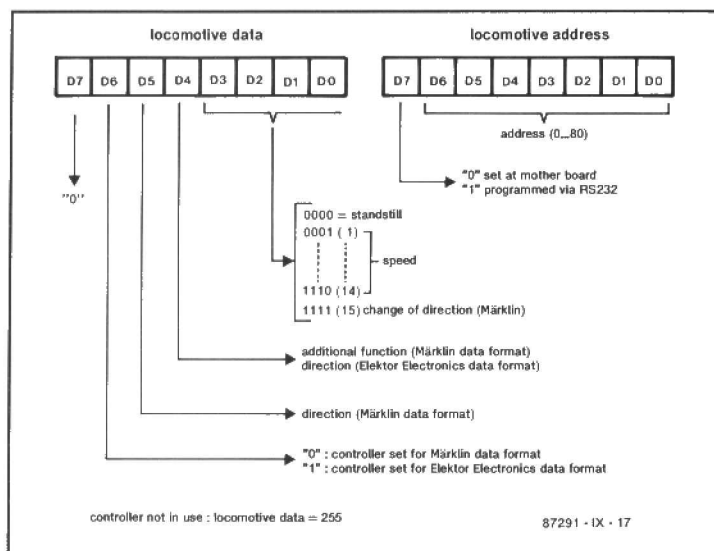 locomotive data
locomotive address
D7 D6 D5 D4 D3 D2 D1 D0
D7 D6 D5 D4 D3 D2 D1 D0
address (0...80)
"0"
"0" set at mother board
"1" programmed via RS232
0000 = standstill
0001 ( 1)
speed
1110 (14)
1111 (15) change of direction (Märklin)
additional function (Märklin data format)
direction (Elektor Electronics data format)
direction (Märklin data format)
"0" : controller set for Märklin data format
"1" : controller set for Elektor Electronics data format
controller not in use : locomotive data = 255
87291 - IX - 17